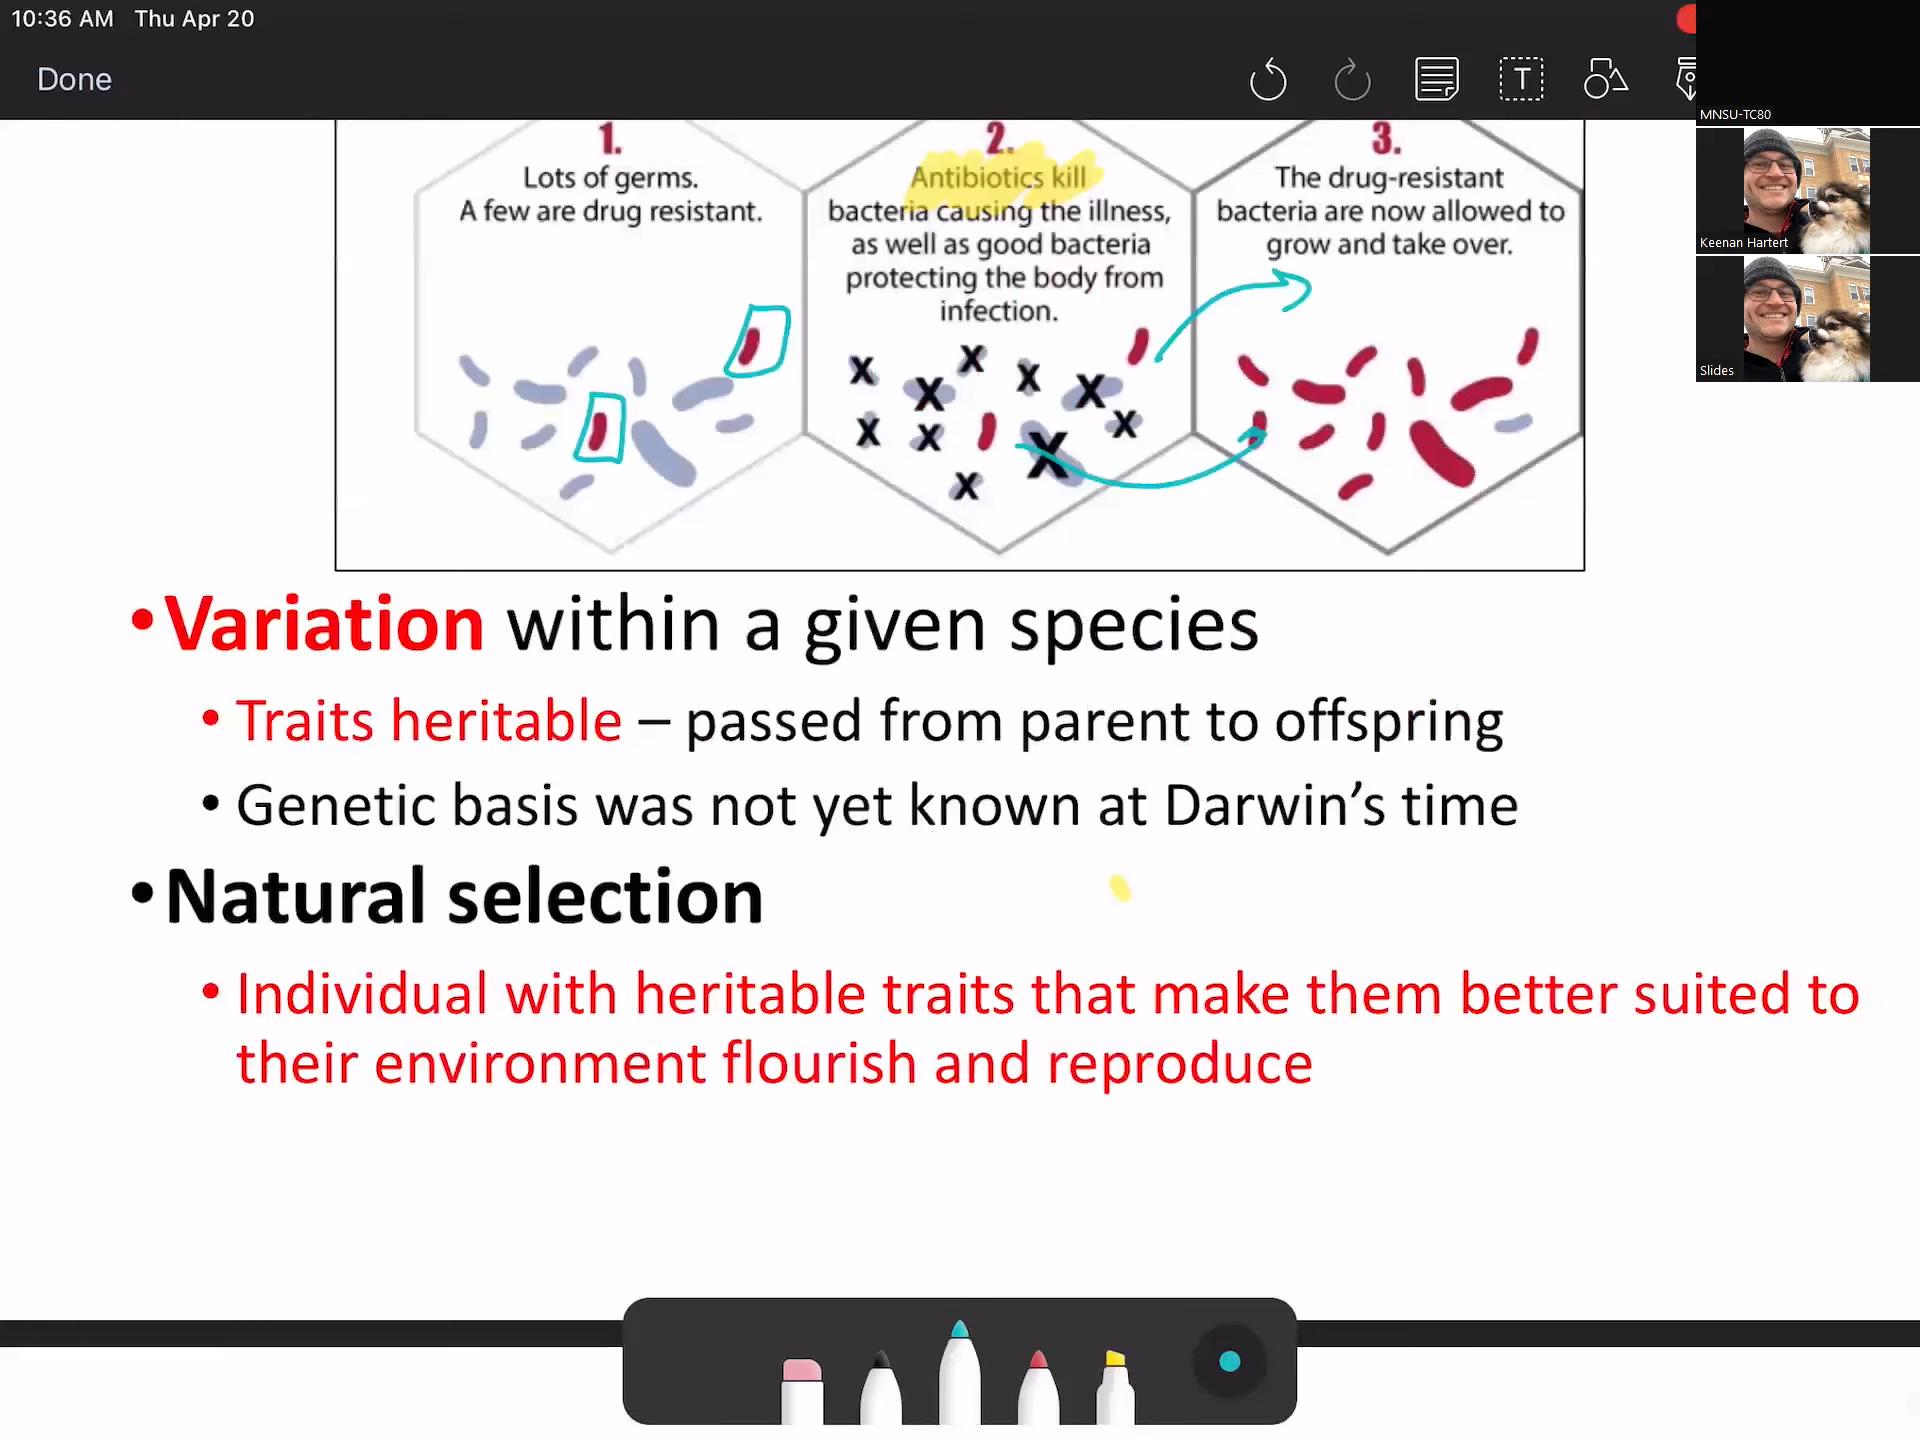 10:36 AM Thu Apr 20
Done
T
MNSU-TC80
Keenan Hartert
Slides
1.
Lots of germs.
A few are drug resistant.
2.
Antibiotics kill
bacteria causing the illness,
as well as good bacteria
protecting the body from
infection.
X X X X X X X X X X
3.
The drug-resistant
bacteria are now allowed to
grow and take over.
•Variation within a given species
• Traits heritable – passed from parent to offspring
• Genetic basis was not yet known at Darwin’s time
•Natural selection
• Individual with heritable traits that make them better suited to
their environment flourish and reproduce